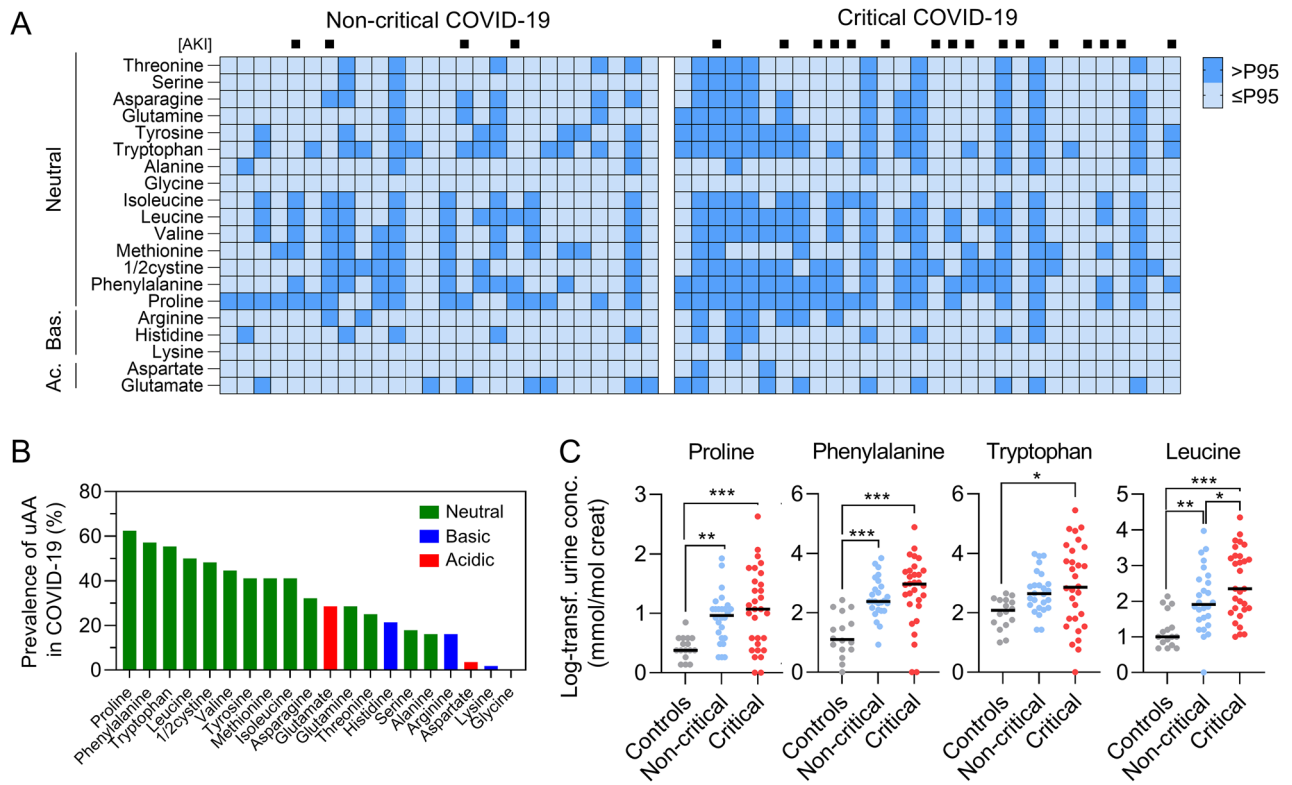 A
Non-critical COVID-19
Critical COVID-19
[AKI]
Neutral
Threonine
Serine
Asparagine
Glutamine
Tyrosine
Tryptophan
Alanine
Glycine
Isoleucine
Leucine
Valine
Methionine
1/2cystine
Phenylalanine
Proline
Bas.
Arginine
Histidine
Lysine
Ac.
Aspartate
Glutamate
>P95
≤P95
B
Prevalence of uAA
in COVID-19 (%)
80
60
40
20
0
Neutral
Basic
Acidic
Proline
Phenylalanine
Tryptophan
Leucine
1/2cystine
Valine
Tyrosine
Methionine
Isoleucine
Asparagine
Glutamate
Glutamine
Threonine
Histidine
Serine
Alanine
Arginine
Aspartate
Lysine
Glycine
C
Log-transf. urine conc.
(mmol/mol creat)
Proline
3
2
1
0
***
**
Controls
Non-critical
Critical
Phenylalanine
6
4
2
0
***
***
Controls
Non-critical
Critical
Tryptophan
6
4
2
0
*
Controls
Non-critical
Critical
Leucine
5
4
3
2
1
0
***
**
*
Controls
Non-critical
Critical